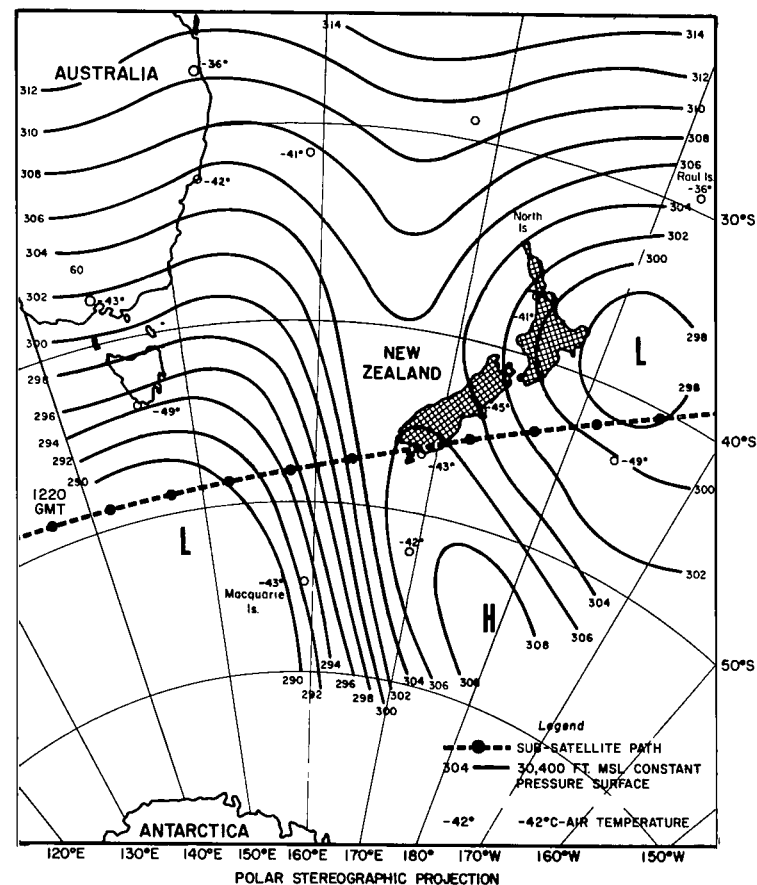 314
314
-36°
AUSTRALIA
312
312
310
310
308
-41°
308
306
Raul Is.
-36°
-42°
306
304
North
Is
30°S
302
304
60
300
302
-43°
-41°
300
298
L
NEW
ZEALAND
298
298
296
-45°
-49°
294
40°S
292
-43°
-49°
290
300
1220
GMT
L
-42°
302
-43°
Macquarie
Is.
304
H
306
308
50°S
294
290
292
296
298
300
302
304
306
308
Legend
SUB-SATELLITE PATH
304 30,400 FT. MSL CONSTANT
PRESSURE SURFACE
-42° -42°C-AIR TEMPERATURE
ANTARCTICA
120°E 130°E 140°E 150°E 160°E 170°E 180° 170°W 160°W 150°W
POLAR STEREOGRAPHIC PROJECTION